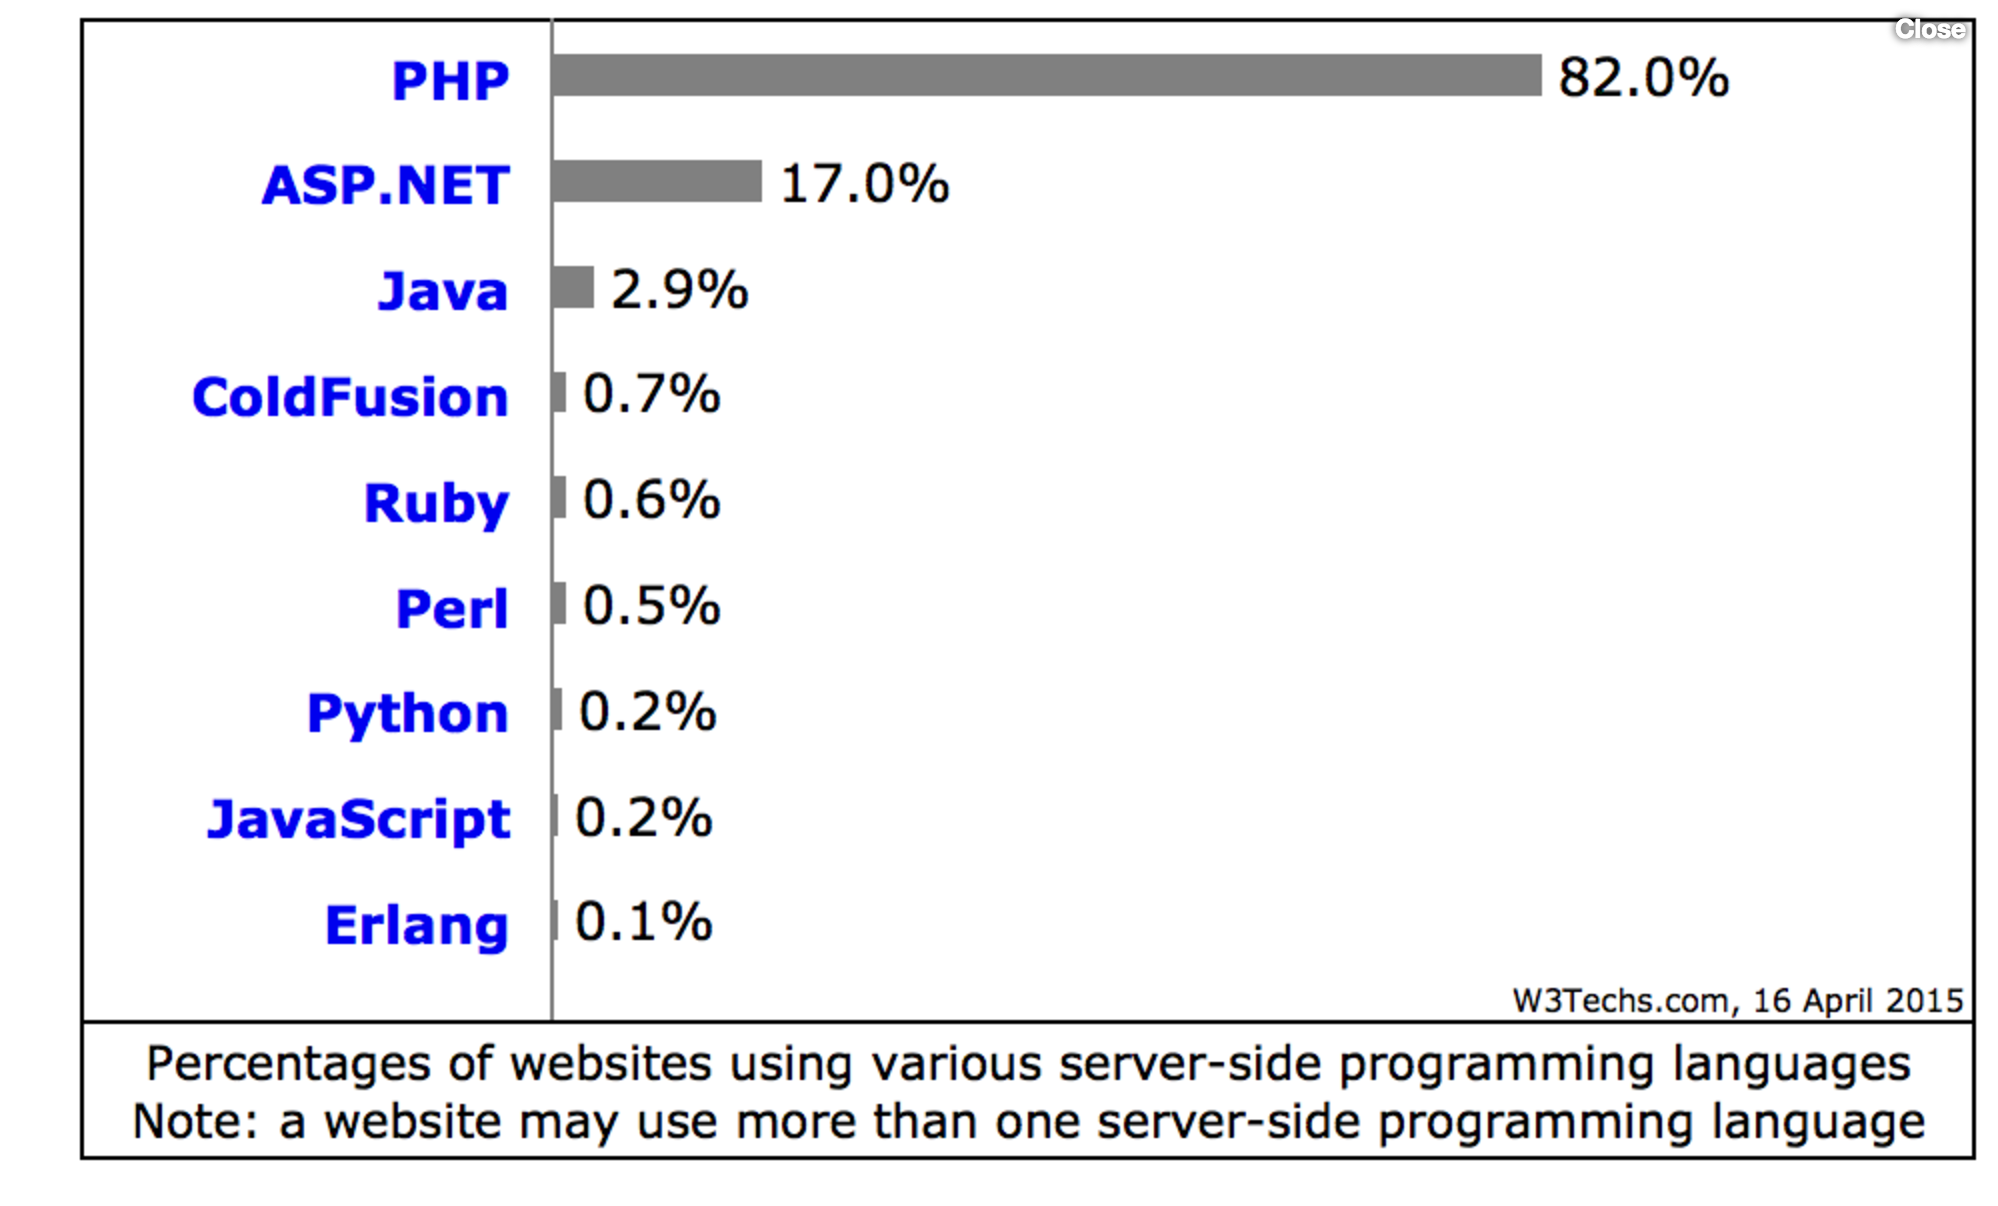 Close
PHP 82.0%
ASP.NET 17.0%
Java 2.9%
ColdFusion 0.7%
Ruby 0.6%
Perl 0.5%
Python 0.2%
JavaScript 0.2%
Erlang 0.1%
W3Techs.com, 16 April 2015
Percentages of websites using various server-side programming languages
Note: a website may use more than one server-side programming language